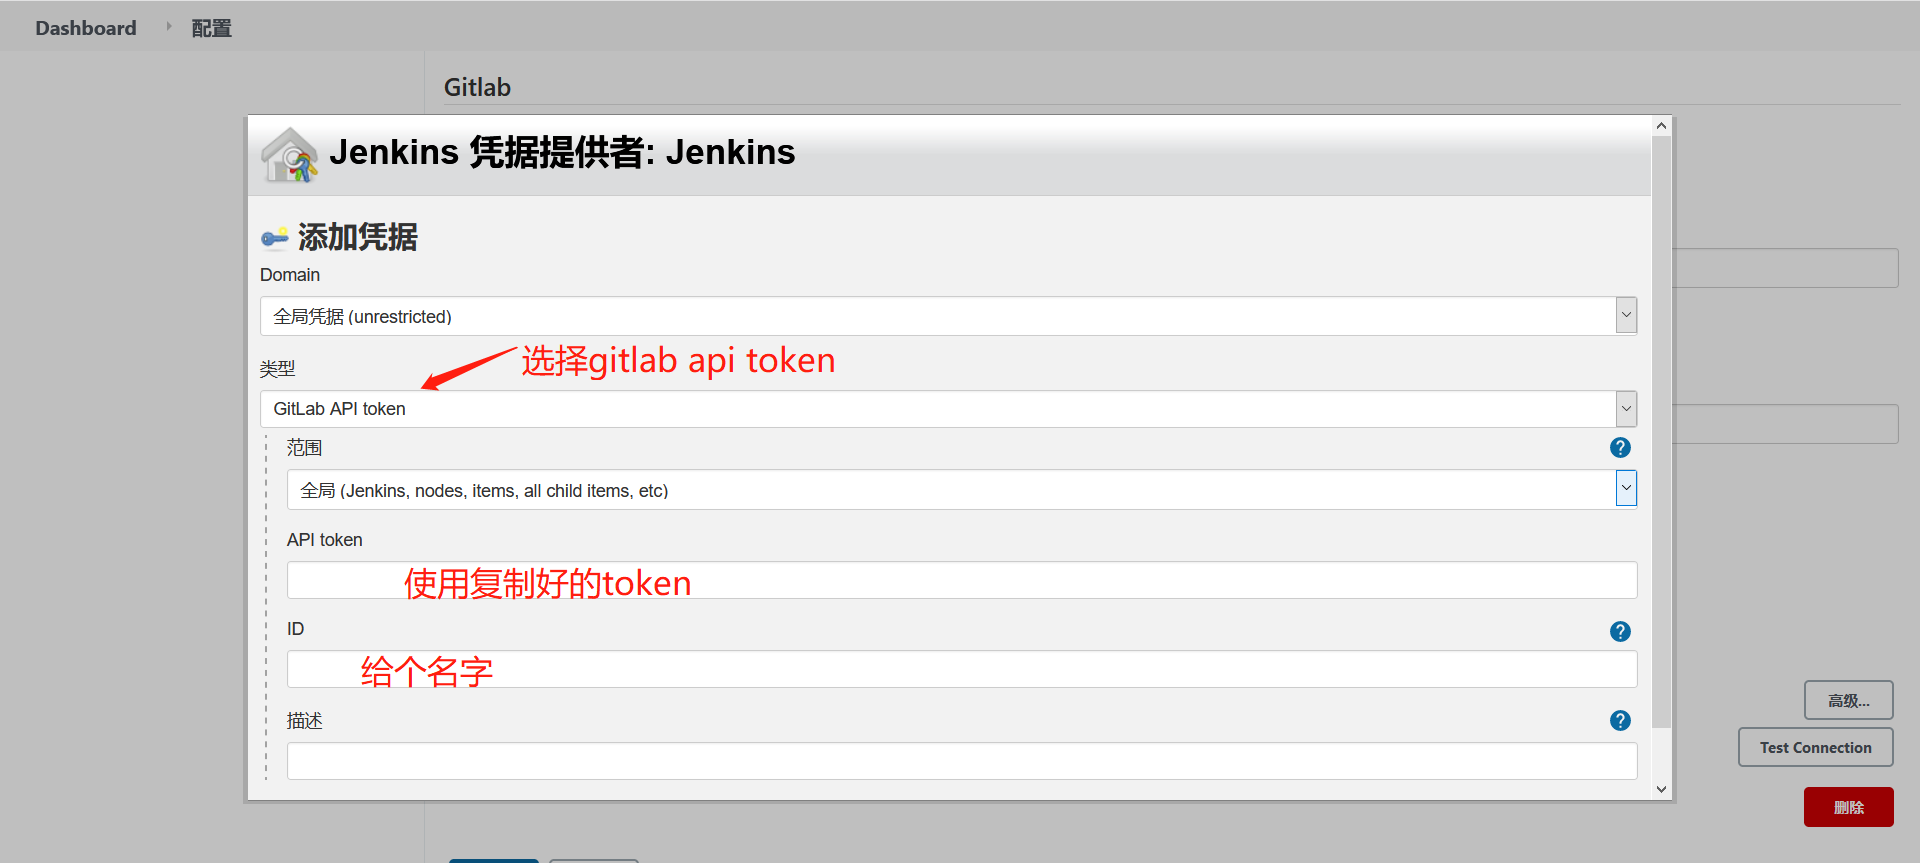 Dashboard
配置
Gitlab
Jenkins 凭据提供者: Jenkins
添加凭据
Domain
全局凭据 (unrestricted)
类型
选择gitlab api token
GitLab API token
范围
全局 (Jenkins, nodes, items, all child items, etc)
API token
使用复制好的token
ID
给个名字
描述
高级...
Test Connection
删除